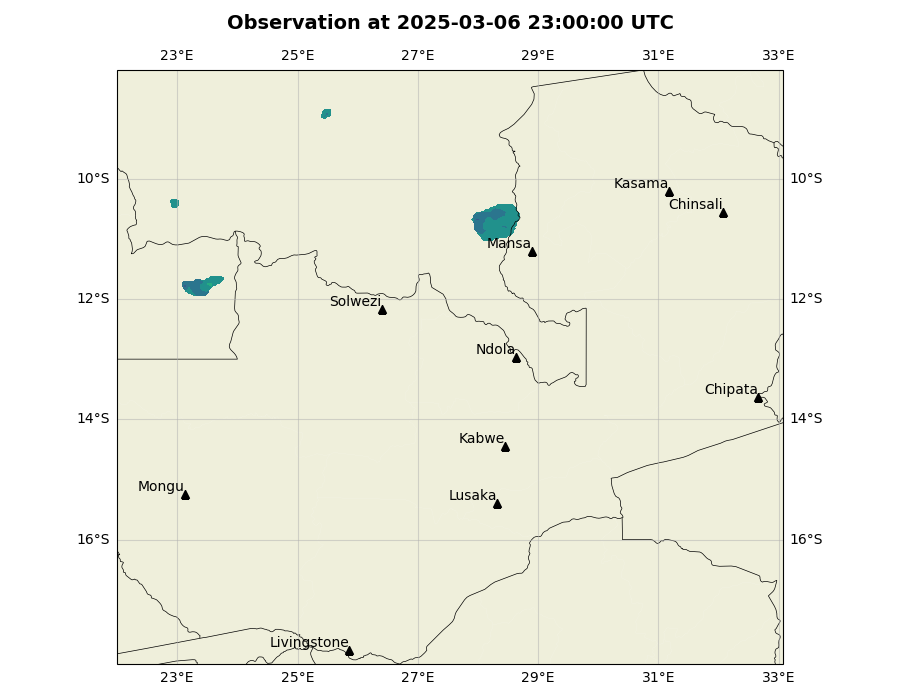 Observation at 2025-03-06 23:00:00 UTC
23°E 25°E 27°E 29°E 31°E 33°E
10°S 10°S
Kasama
Chinsali
Mansa
12°S 12°S
Solwezi
Ndola
Chipata
14°S 14°S
Kabwe
Mongu
Lusaka
16°S 16°S
Livingstone
23°E 25°E 27°E 29°E 31°E 33°E